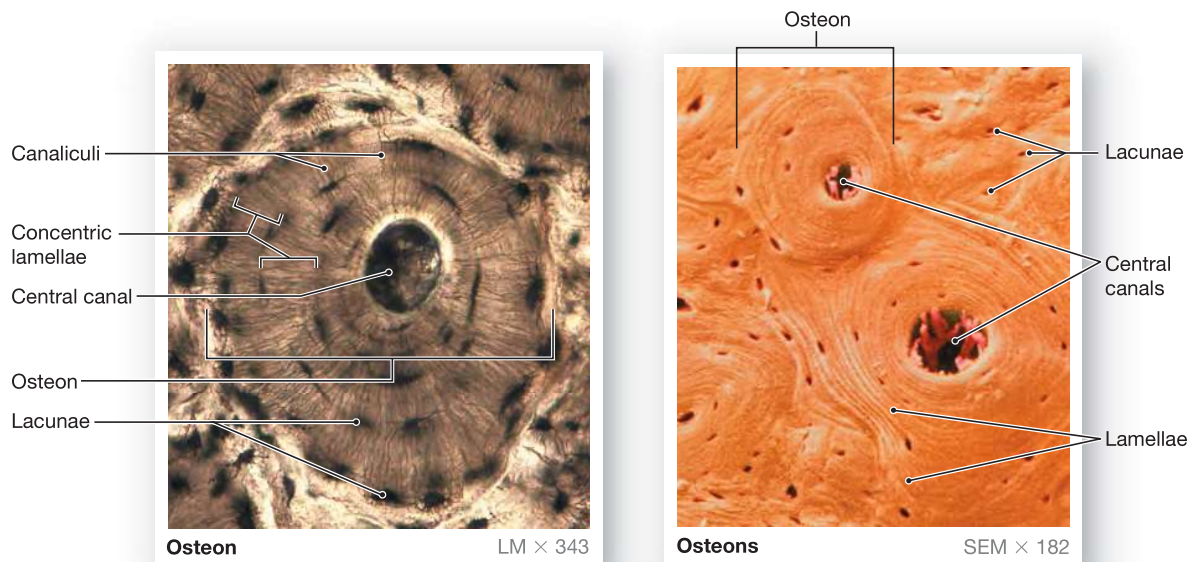 Osteon
Canaliculi
Concentric
lamellae
Central canal
Osteon
Lacunae
Lacunae
Central
canals
Lamellae
Osteon
LM × 343
Osteons
SEM × 182